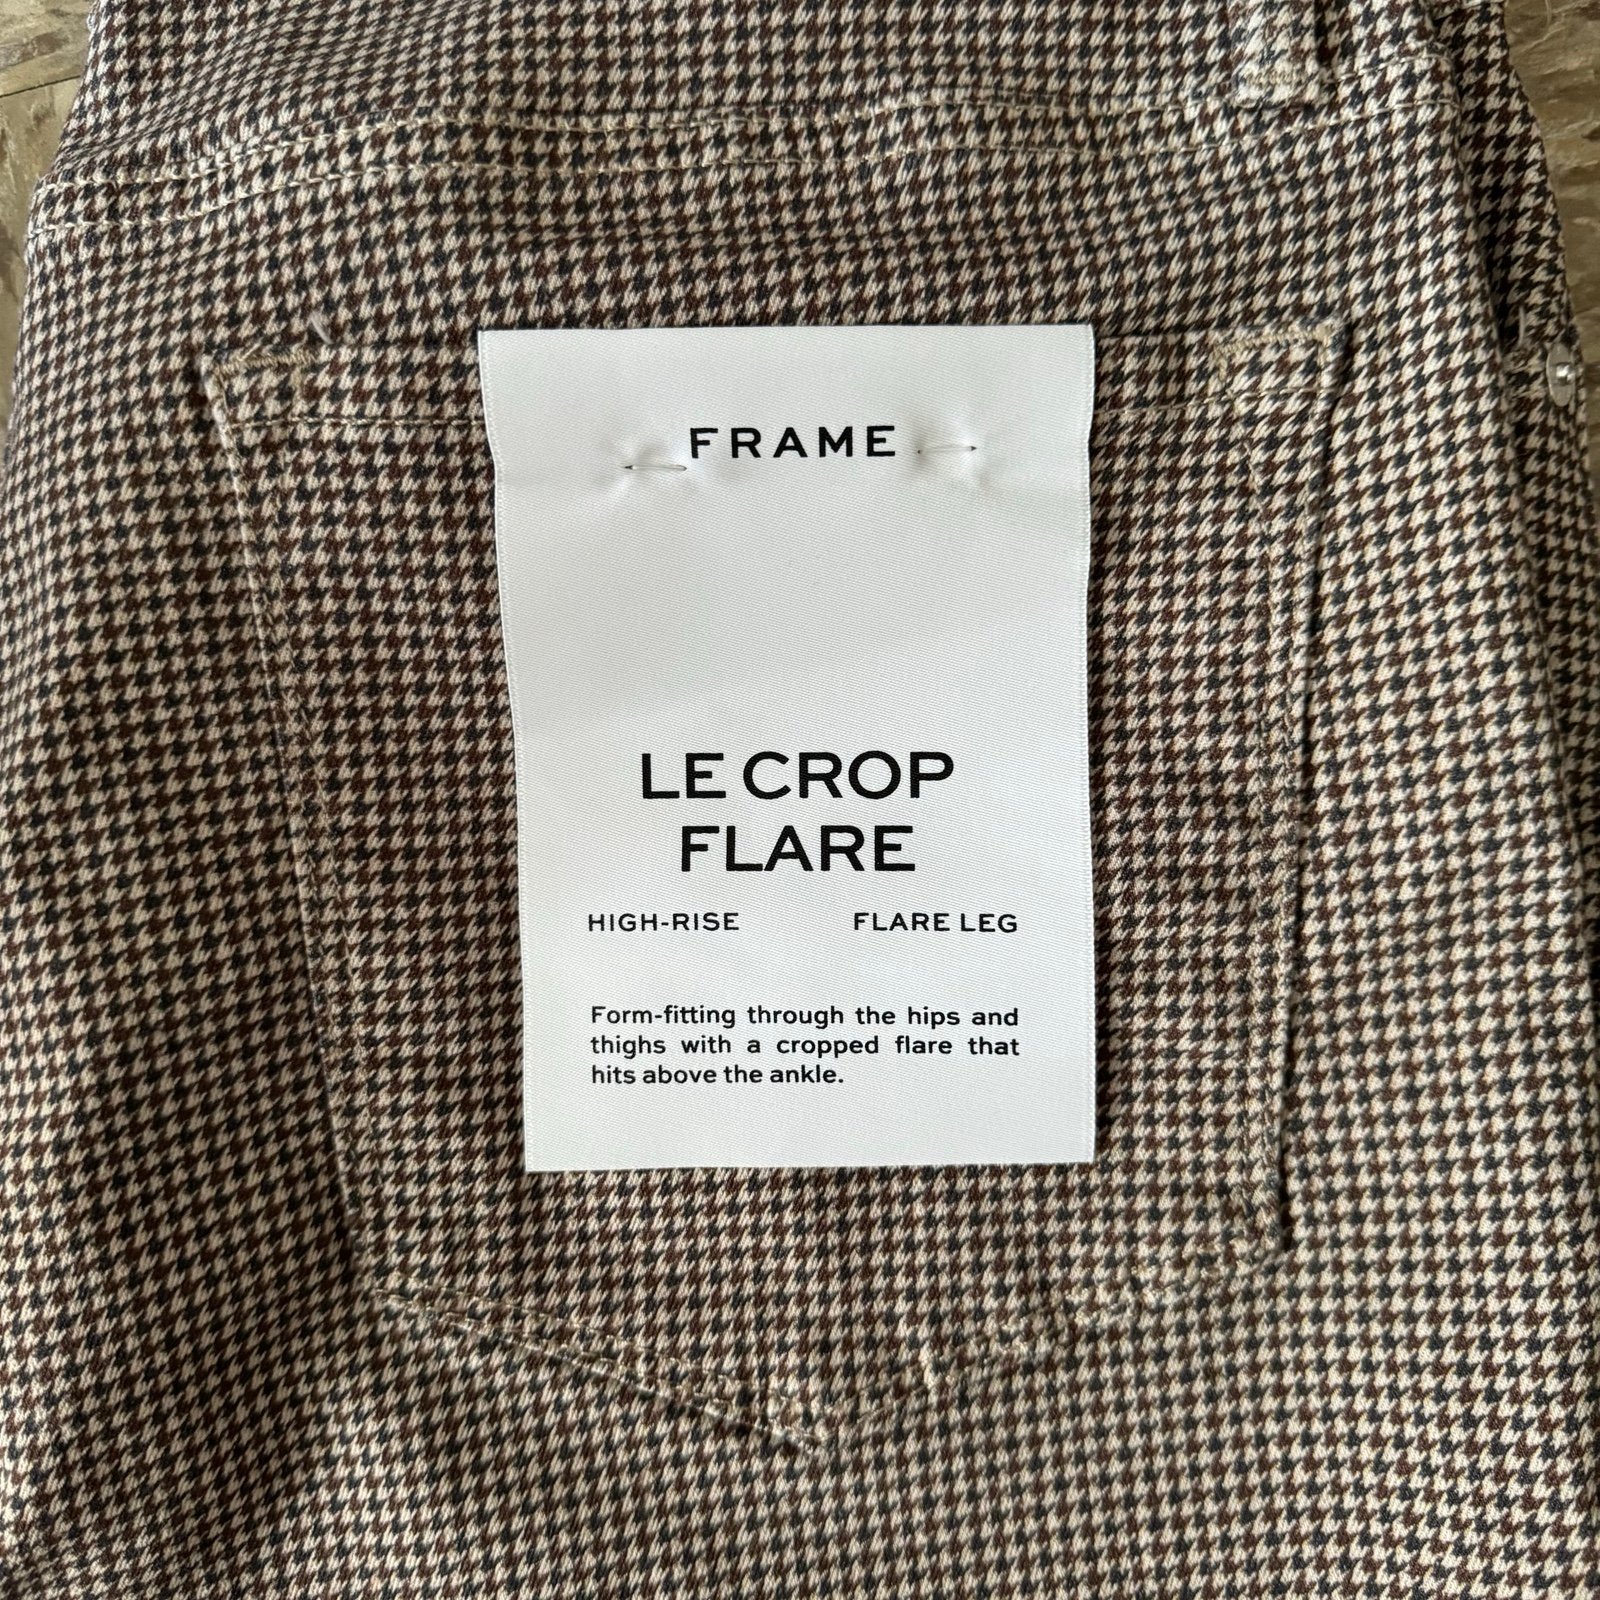 FRAME
LE CROP
FLARE
HIGH-RISE FLARE LEG
Form-fitting through the hips and
thighs with a cropped flare that
hits above the ankle.